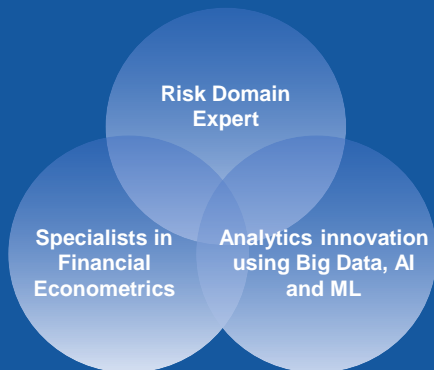 Risk Domain
Expert
Specialists in
Financial
Econometrics
Analytics innovation
using Big Data, AI
and ML